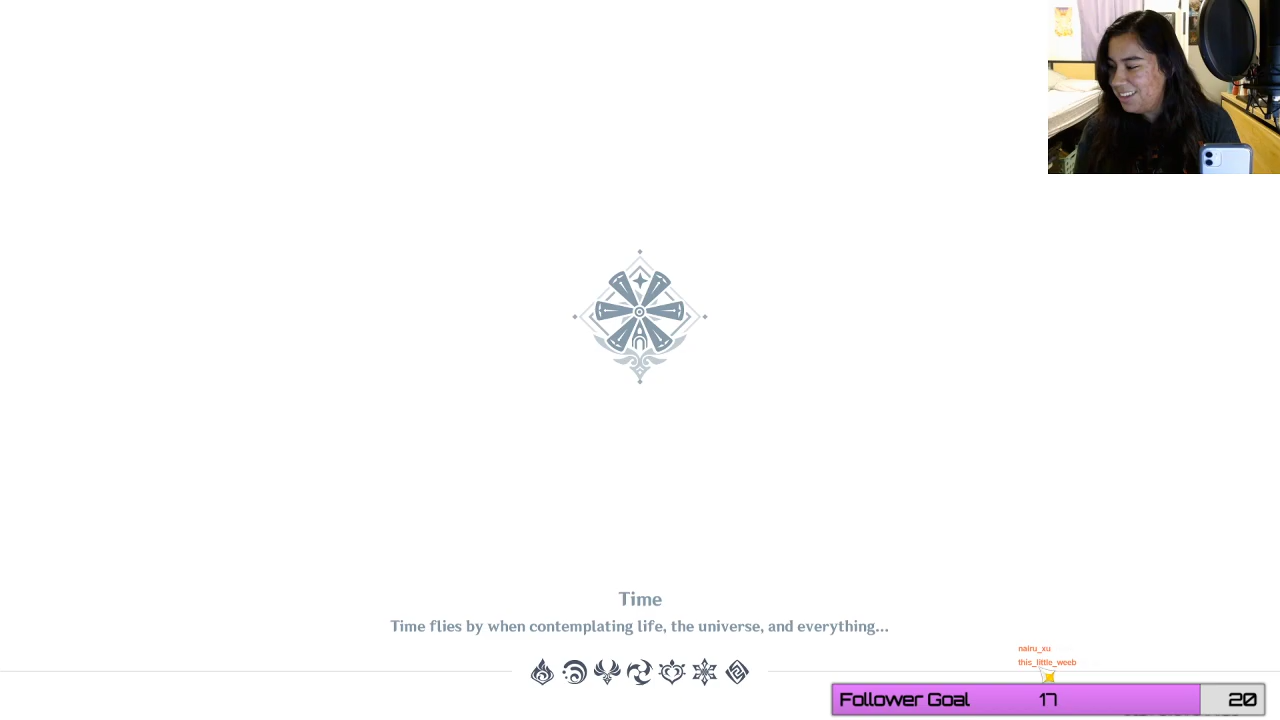 Time
Time flies by when contemplating life, the universe, and everything...
nairu_xu
this_little_weeb
Follower Goal 17 20